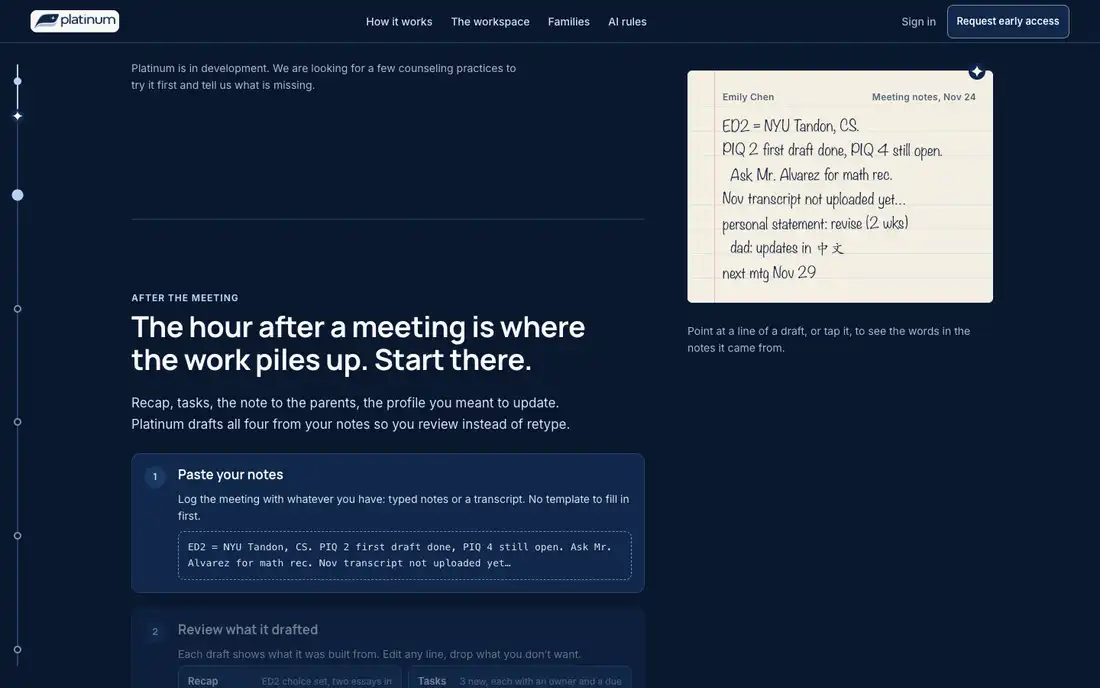 platinum
How it works
The workspace
Families
AI rules
Sign in
Request early access
Platinum is in development. We are looking for a few counseling practices to
try it first and tell us what is missing.
Emily Chen
Meeting notes, Nov 24
ED2 = NYU Tandon, CS.
PIQ 2 first draft done, PIQ 4 still open.
Ask Mr. Alvarez for math rec.
Nov transcript not uploaded yet…
personal statement: revise (2 wks)
dad: updates in 中文
next mtg Nov 29
Point at a line of a draft, or tap it, to see the words in the
notes it came from.
AFTER THE MEETING
The hour after a meeting is where
the work piles up. Start there.
Recap, tasks, the note to the parents, the profile you meant to update.
Platinum drafts all four from your notes so you review instead of retype.
1
Paste your notes
Log the meeting with whatever you have: typed notes or a transcript. No template to fill in
first.
ED2 = NYU Tandon, CS. PIQ 2 first draft done, PIQ 4 still open. Ask Mr.
Alvarez for math rec. Nov transcript not uploaded yet…
2
Review what it drafted
Each draft shows what it was built from. Edit any line, drop what you don't want.
Recap
ED2 choice set, two essays in
Tasks
3 new, each with an owner and a due